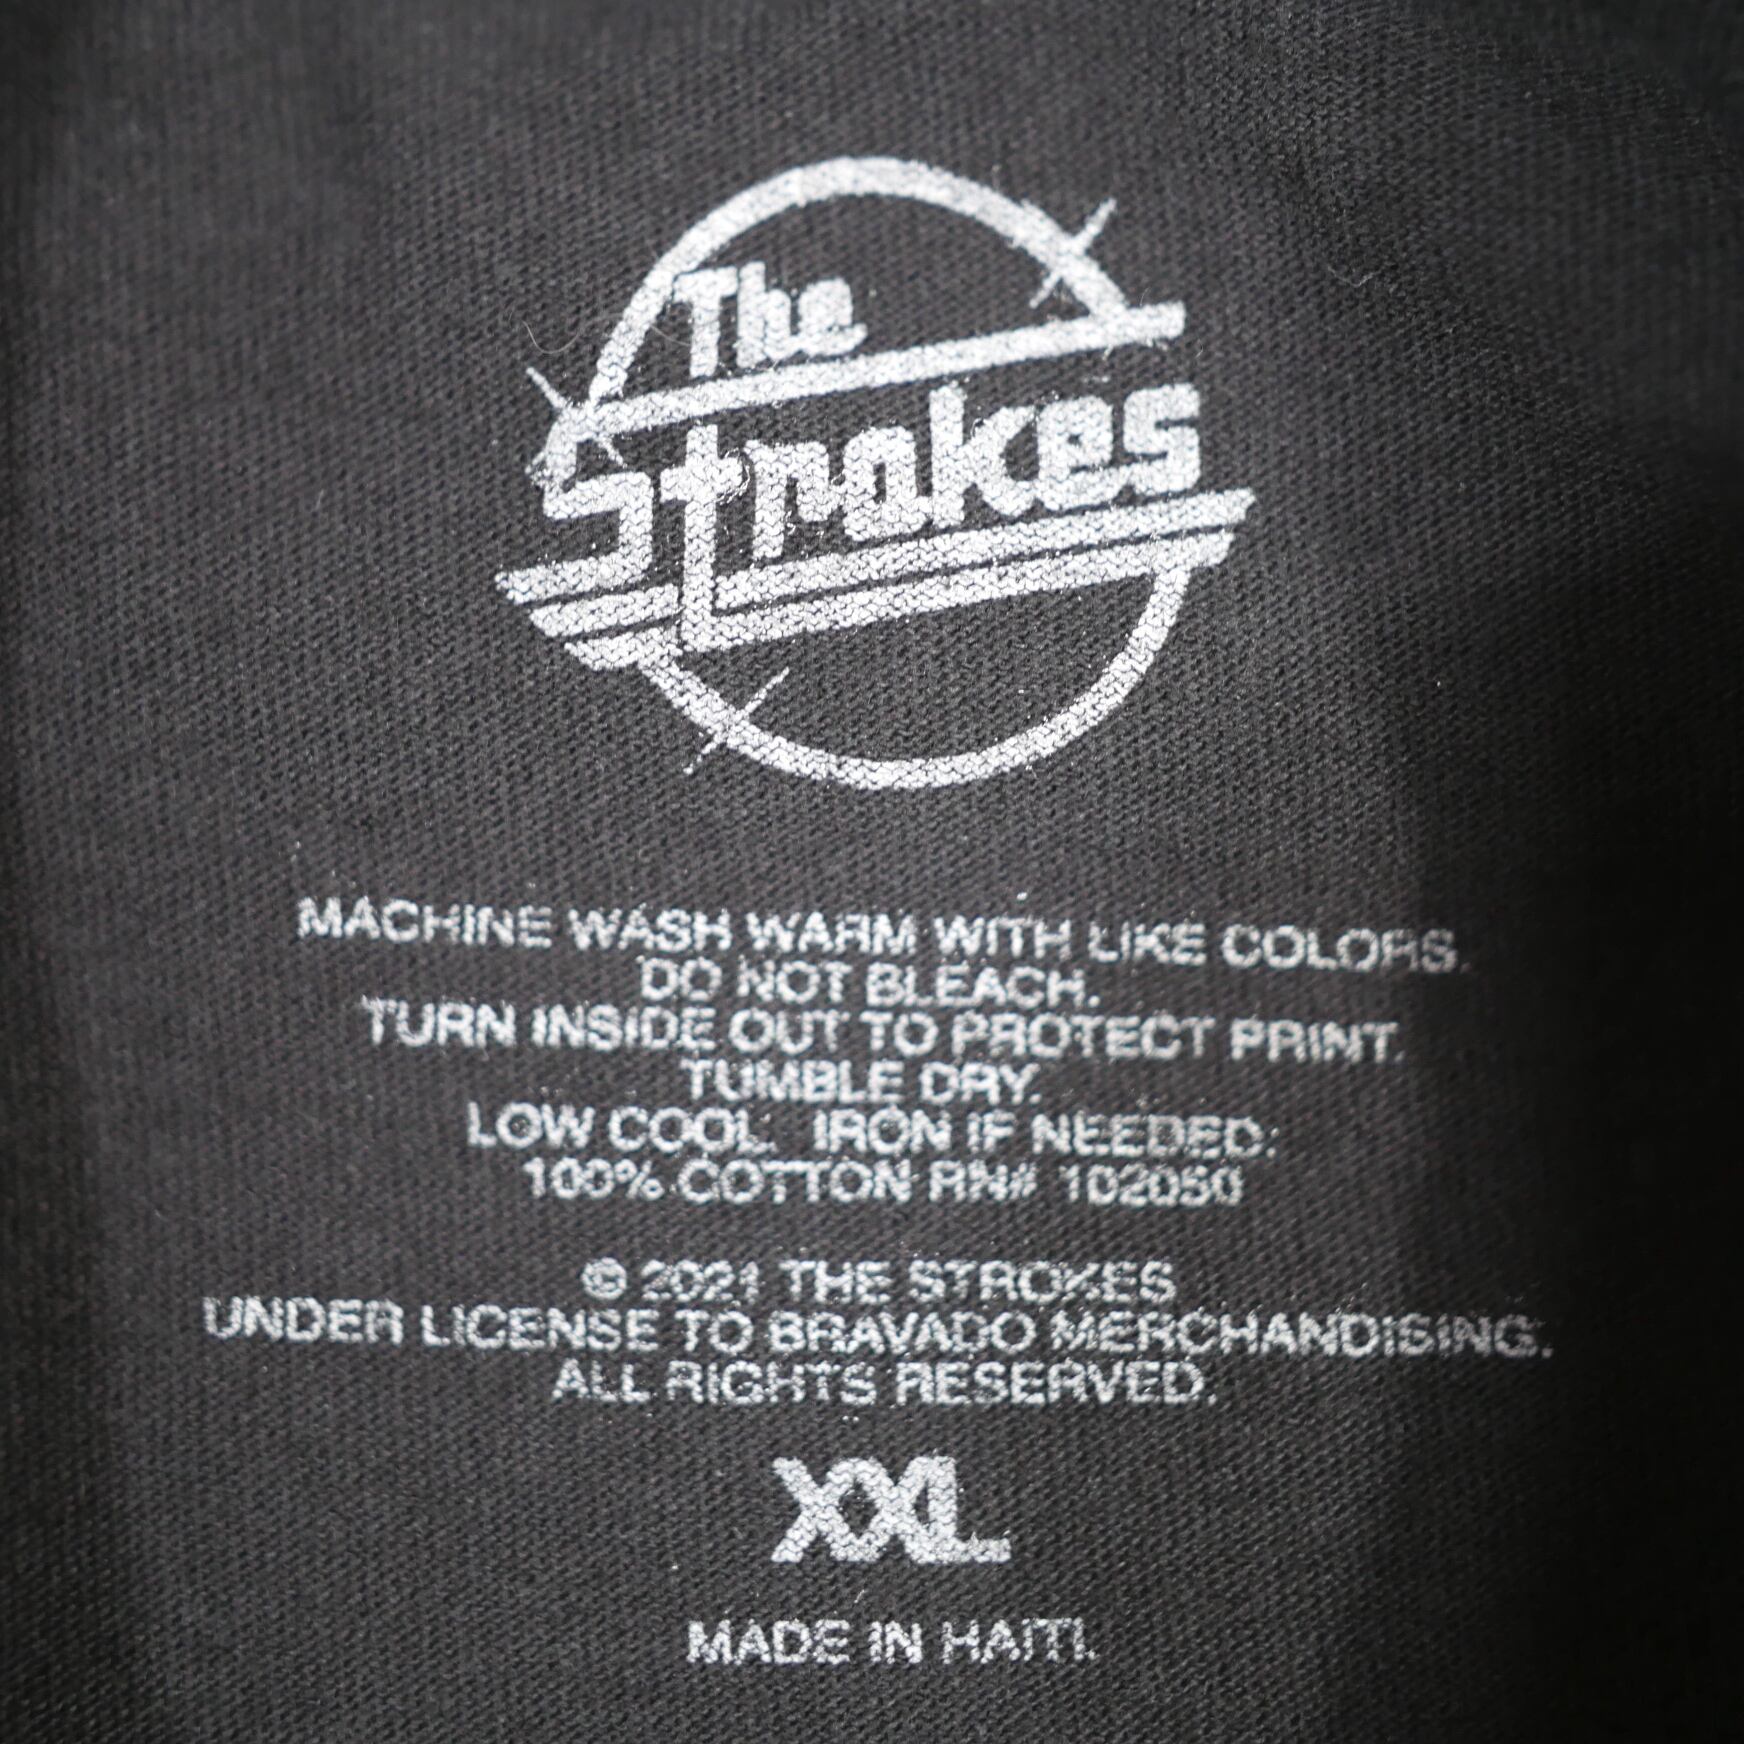 The
Strokes
MACHINE WASH WARM WITH LIKE COLORS.
DO NOT BLEACH.
TURN INSIDE OUT TO PROTECT PRINT.
TUMBLE DRY.
LOW COOL. IRON IF NEEDED.
100% COTTON RN# 102050
© 2021 THE STROKES
UNDER LICENSE TO BRAVADO MERCHANDISING.
ALL RIGHTS RESERVED.
XXL
MADE IN HAITI.